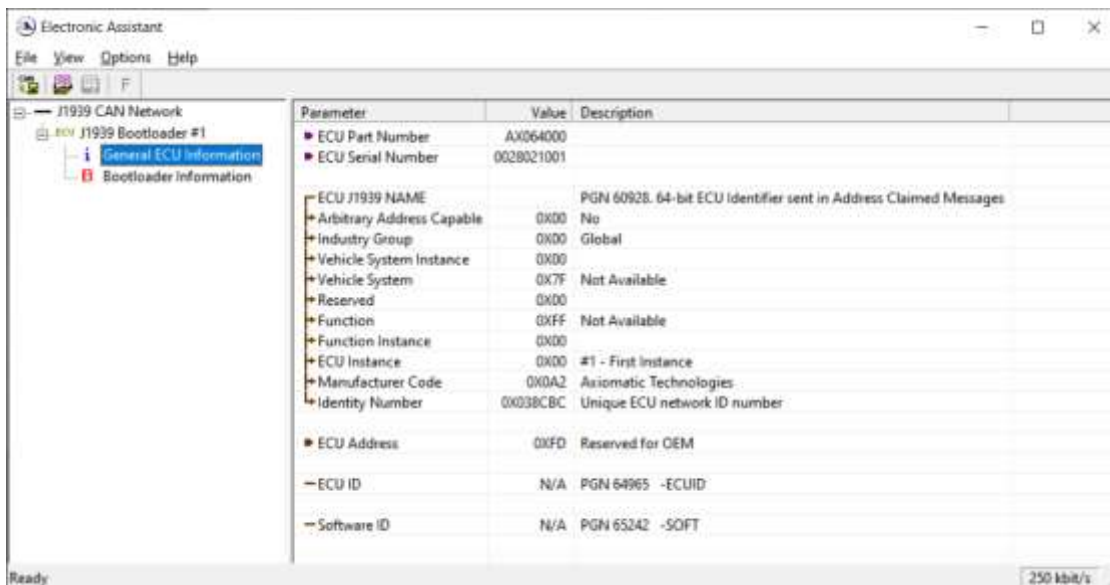 Electronic Assistant
File View Options Help
F
J1939 CAN Network
ECU J1939 Bootloader #1
i General ECU Information
B Bootloader Information
Parameter Value Description
ECU Part Number AX064000
ECU Serial Number 0028021001
ECU J1939 NAME PGN 60928. 64-bit ECU Identifier sent in Address Claimed Messages
Arbitrary Address Capable 0X00 No
Industry Group 0X00 Global
Vehicle System Instance 0X00
Vehicle System 0X7F Not Available
Reserved 0X00
Function 0XFF Not Available
Function Instance 0X00
ECU Instance 0X00 #1 - First Instance
Manufacturer Code 0X0A2 Axiomatic Technologies
Identity Number 0X038CBC Unique ECU network ID number
ECU Address 0XFD Reserved for OEM
ECU ID N/A PGN 64965 -ECUID
Software ID N/A PGN 65242 -SOFT
Ready 250 kbit/s